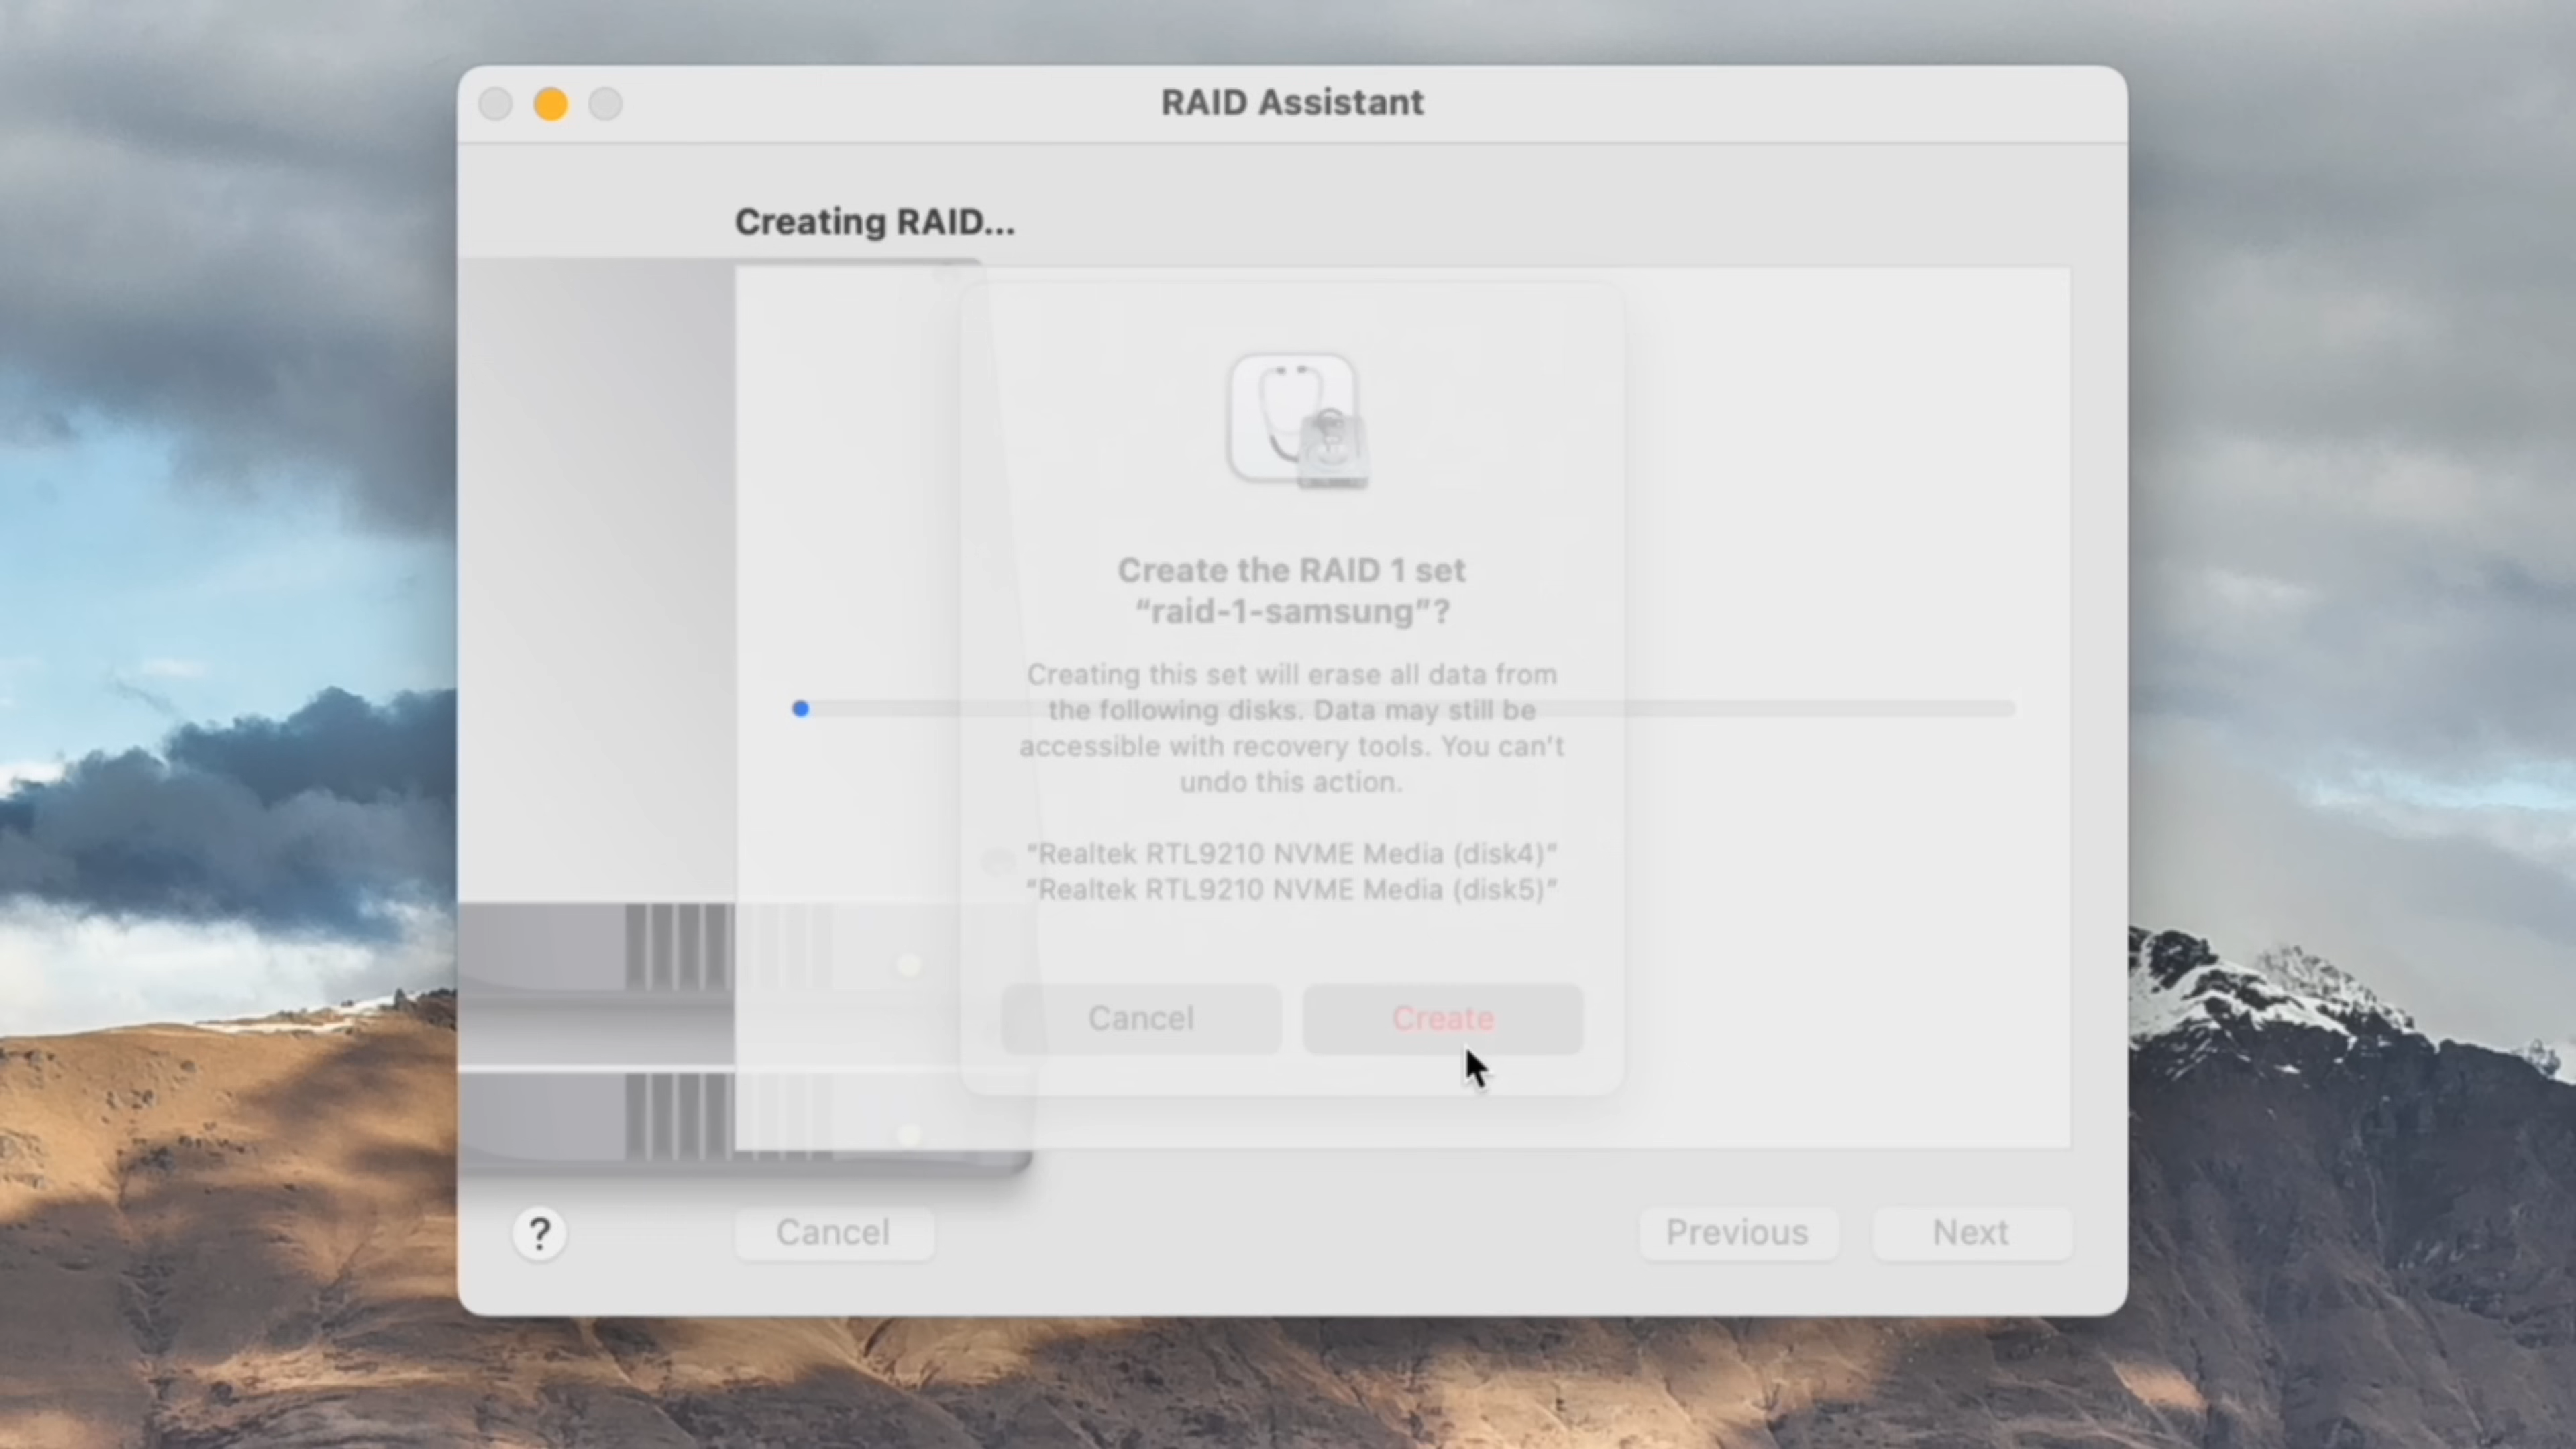 RAID Assistant
Creating RAID...
Create the RAID 1 set
“raid-1-samsung”?
Creating this set will erase all data from
the following disks. Data may still be
accessible with recovery tools. You can’t
undo this action.
“Realtek RTL9210 NVME Media (disk4)”
“Realtek RTL9210 NVME Media (disk5)”
Cancel Create
? Cancel Previous Next